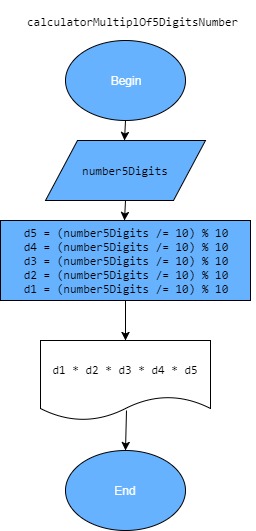 calculatorMultiplOf5DigitsNumber
Begin
number5Digits
d5 = (number5Digits /= 10) % 10
d4 = (number5Digits /= 10) % 10
d3 = (number5Digits /= 10) % 10
d2 = (number5Digits /= 10) % 10
d1 = (number5Digits /= 10) % 10
d1 * d2 * d3 * d4 * d5
End